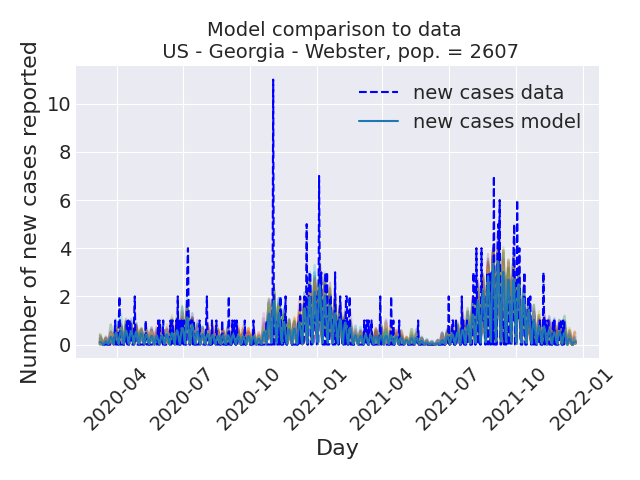 Model comparison to data
US - Georgia - Webster, pop. = 2607
Number of new cases reported
new cases data
new cases model
10
8
6
4
2
0
2020-04
2020-07
2020-10
2021-01
2021-04
2021-07
2021-10
2022-01
Day